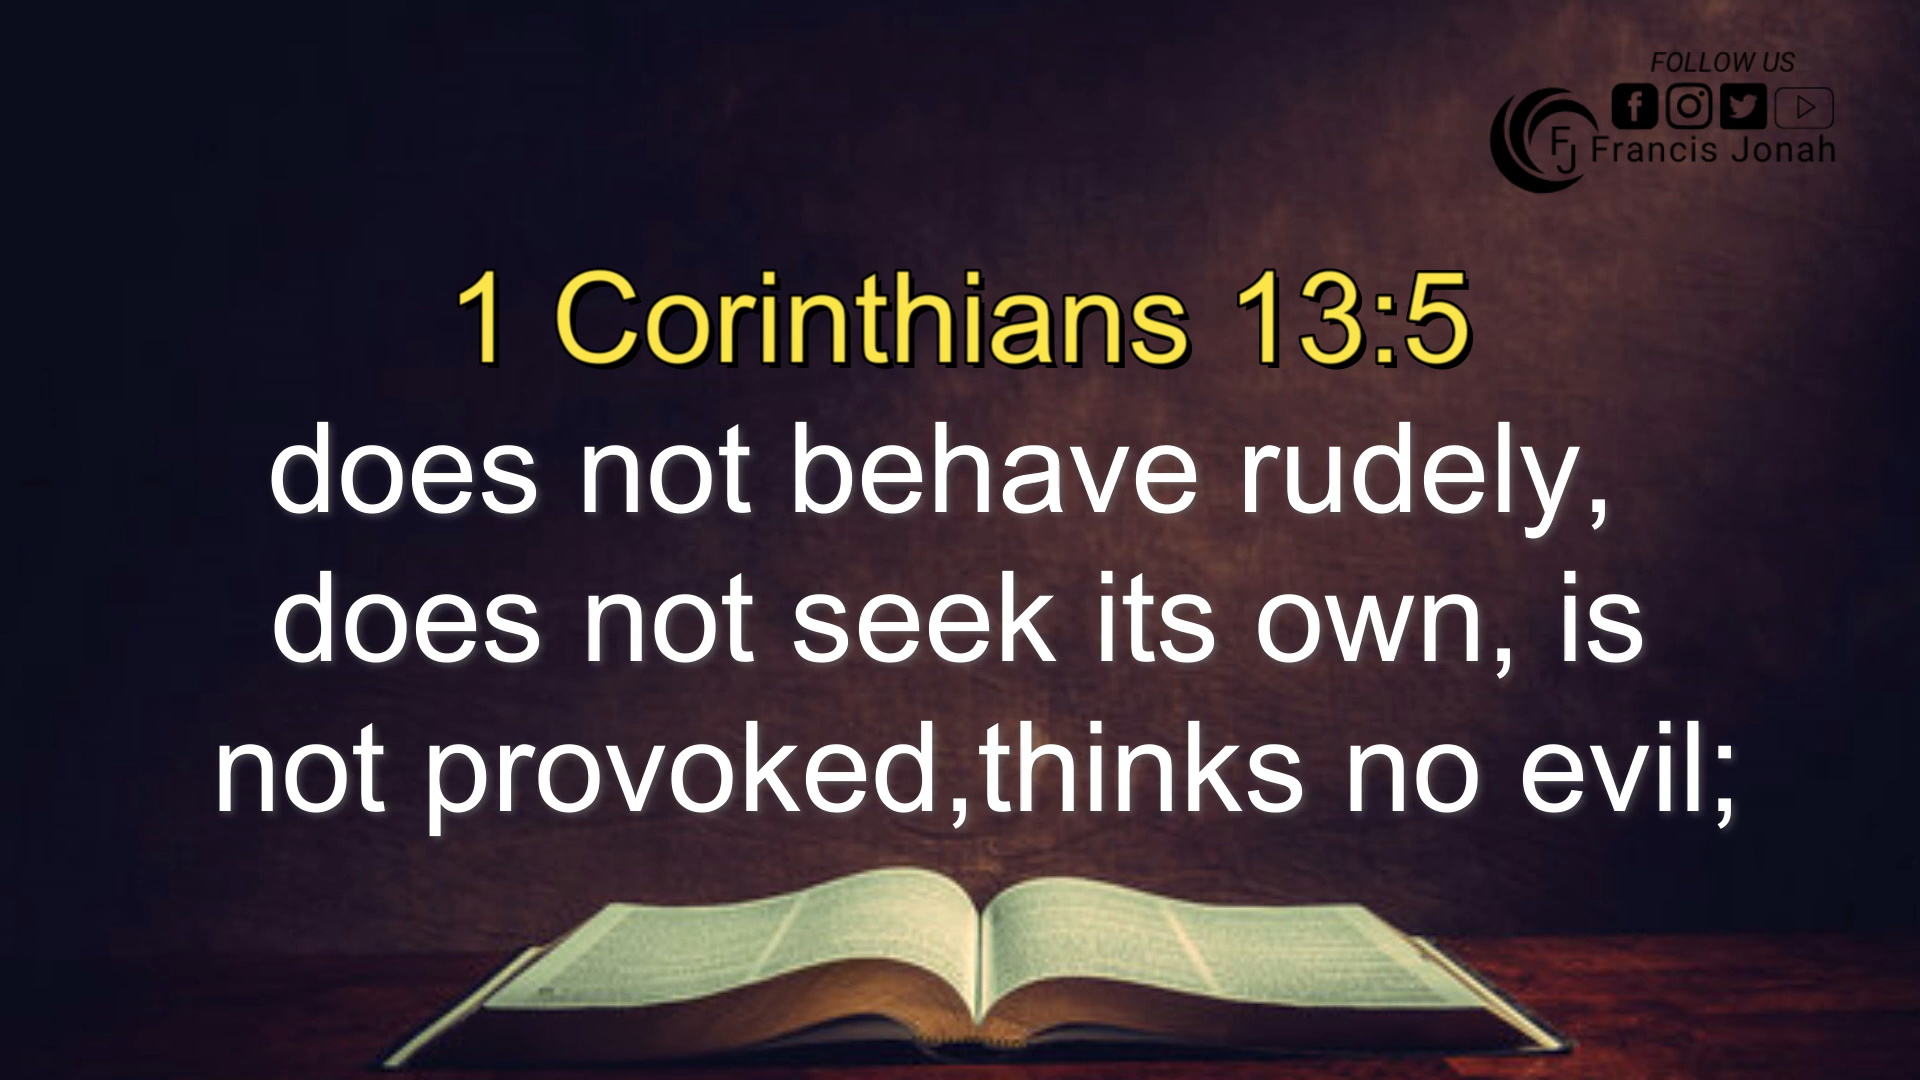 FOLLOW US
FJ Francis Jonah
1 Corinthians 13:5
does not behave rudely,
does not seek its own, is
not provoked,thinks no evil;